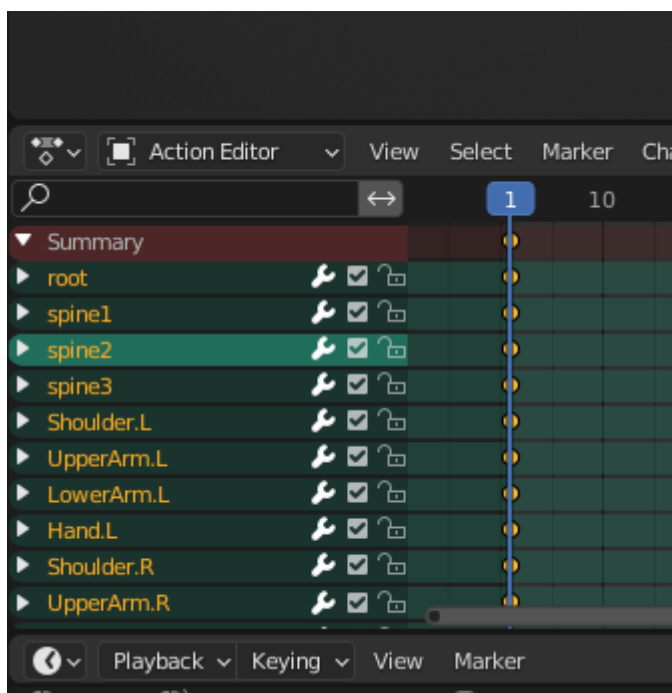 Action Editor View Select Marker
1 10
Summary
root
spine1
spine2
spine3
Shoulder.L
UpperArm.L
LowerArm.L
Hand.L
Shoulder.R
UpperArm.R
Playback Keying View Marker